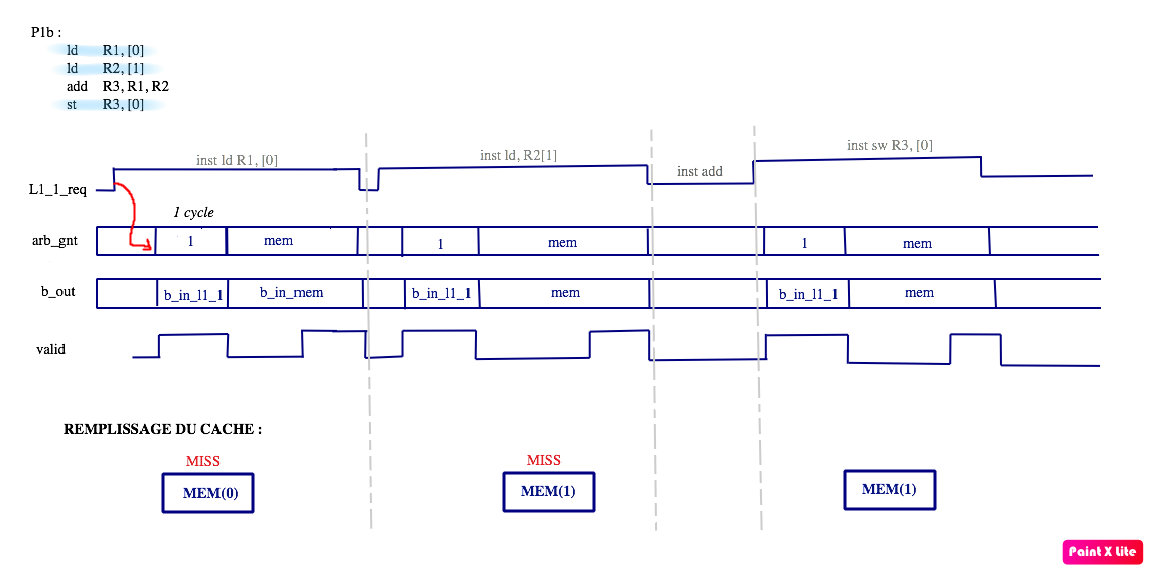 P1b :
ld R1, [0]
ld R2, [1]
add R3, R1, R2
st R3, [0]
inst ld R1, [0]
inst ld, R2[1]
inst add
inst sw R3, [0]
L1_1_req
1 cycle
arb_gnt
1
mem
1
mem
1
mem
b_out
b_in_l1_1
b_in_mem
b_in_l1_1
mem
b_in_l1_1
mem
valid
REMPLISSAGE DU CACHE :
MISS
MISS
MEM(0)
MEM(1)
MEM(1)
Paint X Lite